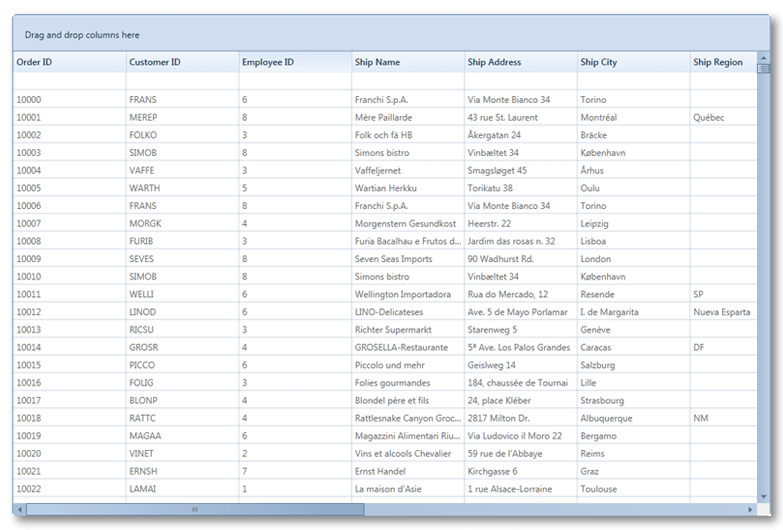 Drag and drop columns here
Order ID Customer ID Employee ID Ship Name Ship Address Ship City Ship Region
10000 FRANS 6 Franchi S.p.A. Via Monte Bianco 34 Torino
10001 MEREP 8 Mère Paillarde 43 rue St. Laurent Montréal Québec
10002 FOLKO 3 Folk och fä HB Åkergatan 24 Bräcke
10003 SIMOB 8 Simons bistro Vinbæltet 34 København
10004 VAFFE 3 Vaffeljernet Smagsløget 45 Århus
10005 WARTH 5 Wartian Herkku Torikatu 38 Oulu
10006 FRANS 8 Franchi S.p.A. Via Monte Bianco 34 Torino
10007 MORGK 4 Morgenstern Gesundkost Heerstr. 22 Leipzig
10008 FURIB 3 Furia Bacalhau e Frutos d... Jardim das rosas n. 32 Lisboa
10009 SEVES 8 Seven Seas Imports 90 Wadhurst Rd. London
10010 SIMOB 8 Simons bistro Vinbæltet 34 København
10011 WELLI 6 Wellington Importadora Rua do Mercado, 12 Resende SP
10012 LINOD 6 LINO-Delicateses Ave. 5 de Mayo Porlamar I. de Margarita Nueva Esparta
10013 RICSU 3 Richter Supermarkt Starenweg 5 Genève
10014 GROSR 4 GROSELLA-Restaurante 5ª Ave. Los Palos Grandes Caracas DF
10015 PICCO 6 Piccolo und mehr Geislweg 14 Salzburg
10016 FOLIG 3 Folies gourmandes 184, chaussée de Tournai Lille
10017 BLONP 4 Blondel père et fils 24, place Kléber Strasbourg
10018 RATTC 4 Rattlesnake Canyon Groc... 2817 Milton Dr. Albuquerque NM
10019 MAGAA 6 Magazzini Alimentari Riu... Via Ludovico il Moro 22 Bergamo
10020 VINET 2 Vins et alcools Chevalier 59 rue de l'Abbaye Reims
10021 ERNSH 7 Ernst Handel Kirchgasse 6 Graz
10022 LAMAI 1 La maison d'Asie 1 rue Alsace-Lorraine Toulouse